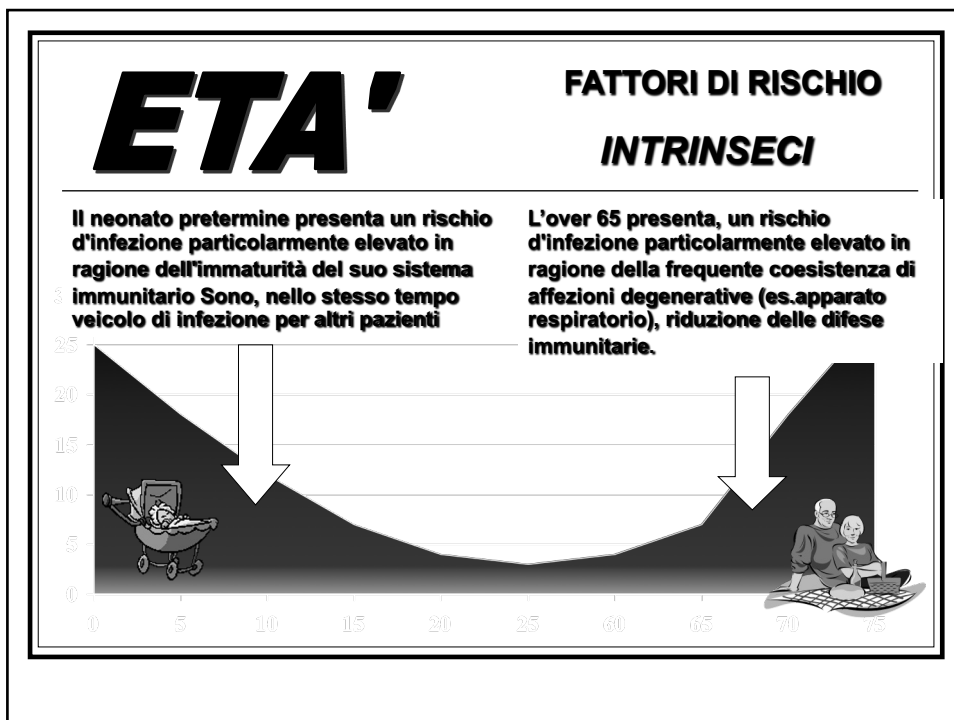 ETA'
FATTORI DI RISCHIO
INTRINSECI
Il neonato pretermine presenta un rischio
d'infezione particolarmente elevato in
ragione dell'immaturità del suo sistema
immunitario Sono, nello stesso tempo
veicolo di infezione per altri pazienti
L'over 65 presenta, un rischio
d'infezione particolarmente elevato in
ragione della frequente coesistenza di
affezioni degenerative (es.apparato
respiratorio), riduzione delle difese
immunitarie.
25
20
15
10
5
0
0 5 10 15 20 25 60 65 70 75